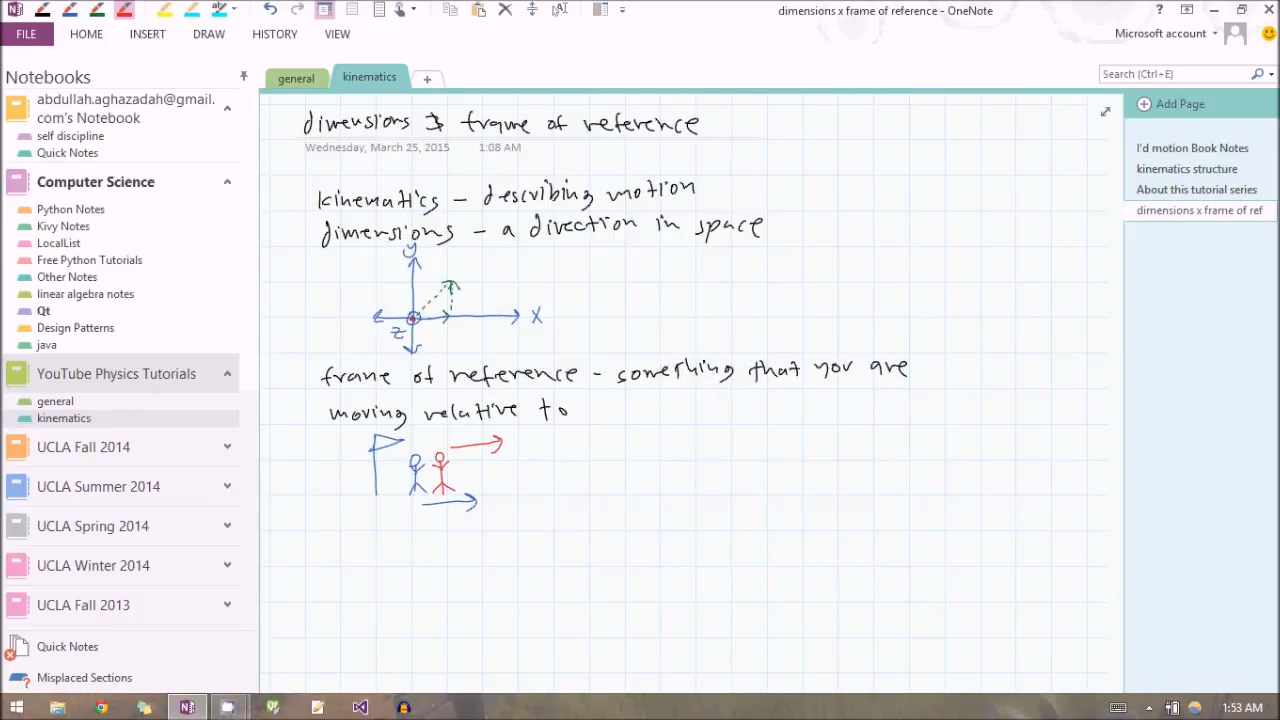 dimensions x frame of reference - OneNote
FILE HOME INSERT DRAW HISTORY VIEW
Microsoft account
Notebooks
general kinematics +
Search (Ctrl+E)
abdullah.aghazadah@gmail.
com's Notebook
self discipline
Quick Notes
Computer Science
Python Notes
Kivy Notes
LocalList
Free Python Tutorials
Other Notes
linear algebra notes
Qt
Design Patterns
java
YouTube Physics Tutorials
general
kinematics
UCLA Fall 2014
UCLA Summer 2014
UCLA Spring 2014
UCLA Winter 2014
UCLA Fall 2013
Quick Notes
Misplaced Sections
dimensions & frame of reference
Wednesday, March 25, 2015 1:08 AM
kinematics - describing motion
dimensions - a direction in space
y
X
z
frame of reference - something that you are
moving relative to
Add Page
I'd motion Book Notes
kinematics structure
About this tutorial series
dimensions x frame of ref
1:53 AM